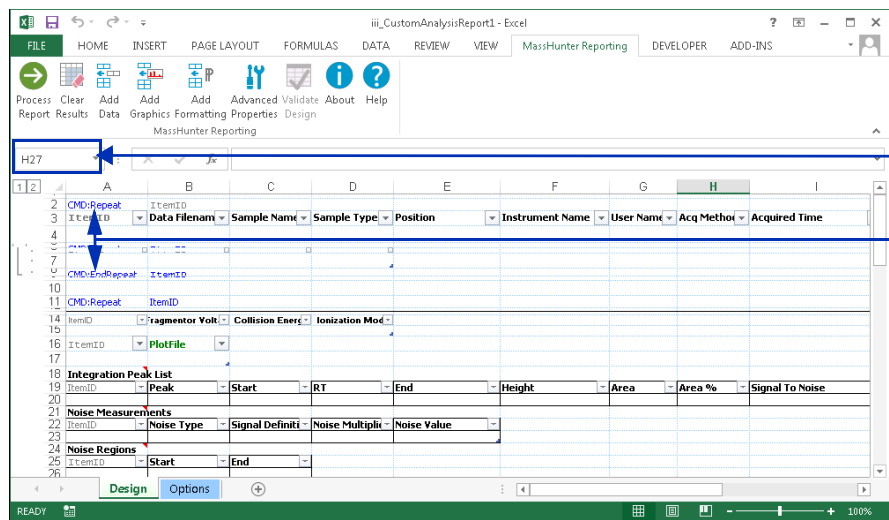 iii_CustomAnalysisReport1 - Excel
FILE HOME INSERT PAGE LAYOUT FORMULAS DATA REVIEW VIEW MassHunter Reporting DEVELOPER ADD-INS
Process Clear Add Add Add Advanced Validate About Help
Report Results Data Graphics Formatting Properties Design
MassHunter Reporting
H27 fx
1 2 A B C D E F G H I
2 CMD:Repeat ItemID
3 ItemID Data Filenam Sample Name Sample Type Position Instrument Name User Name Acq Method Acquired Time
4
7
CMD:EndRepeat ItemID
10
11 CMD:Repeat ItemID
14 ItemID Fragmentor Volt Collision Energ Ionization Mod
15
16 ItemID PlotFile
17
18 Integration Peak List
19 ItemID Peak Start RT End Height Area Area % Signal To Noise
20
21 Noise Measurements
22 ItemID Noise Type Signal Definiti Noise Multiplie Noise Value
23
24 Noise Regions
25 ItemID Start End
26
Design Options
READY 100%